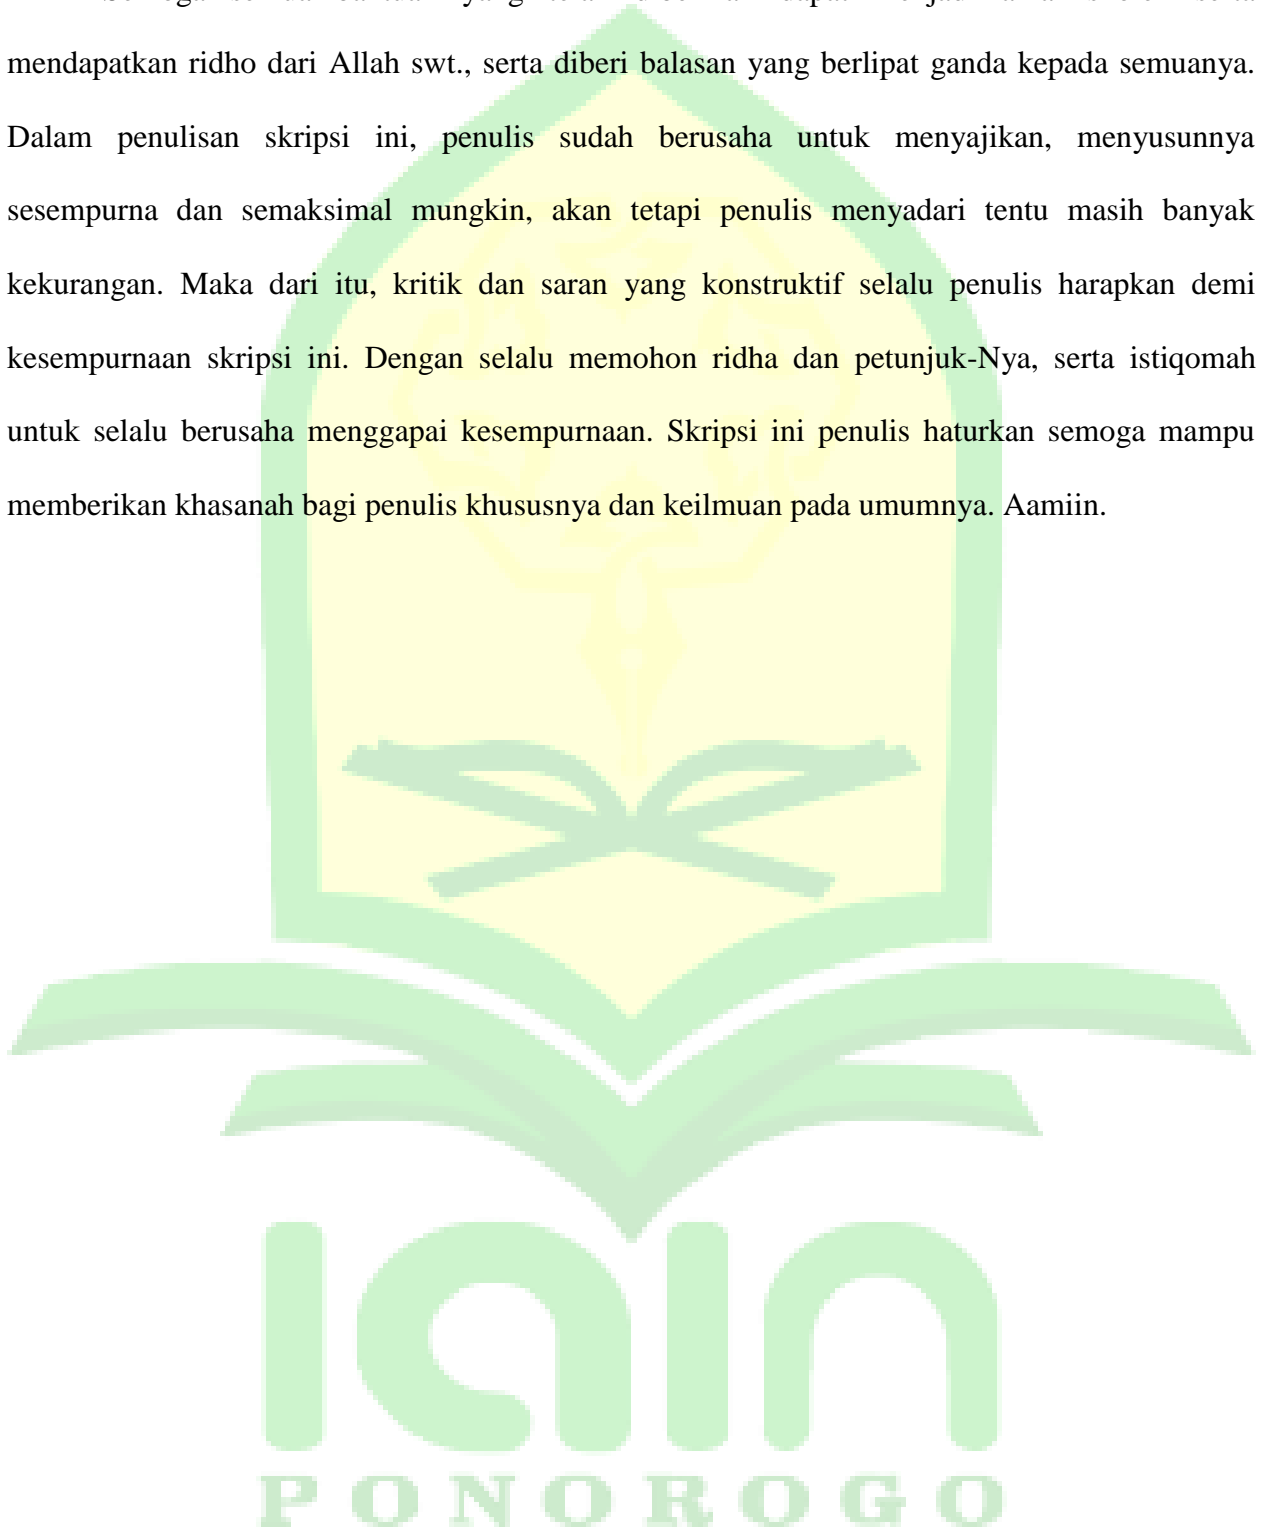 mendapatkan ridho dari Allah swt., serta diberi balasan yang berlipat ganda kepada semuanya.
Dalam penulisan skripsi ini, penulis sudah berusaha untuk menyajikan, menyusunnya
sesempurna dan semaksimal mungkin, akan tetapi penulis menyadari tentu masih banyak
kekurangan. Maka dari itu, kritik dan saran yang konstruktif selalu penulis harapkan demi
kesempurnaan skripsi ini. Dengan selalu memohon ridha dan petunjuk-Nya, serta istiqomah
untuk selalu berusaha menggapai kesempurnaan. Skripsi ini penulis haturkan semoga mampu
memberikan khasanah bagi penulis khususnya dan keilmuan pada umumnya. Aamiin.
iain
PONOROGO